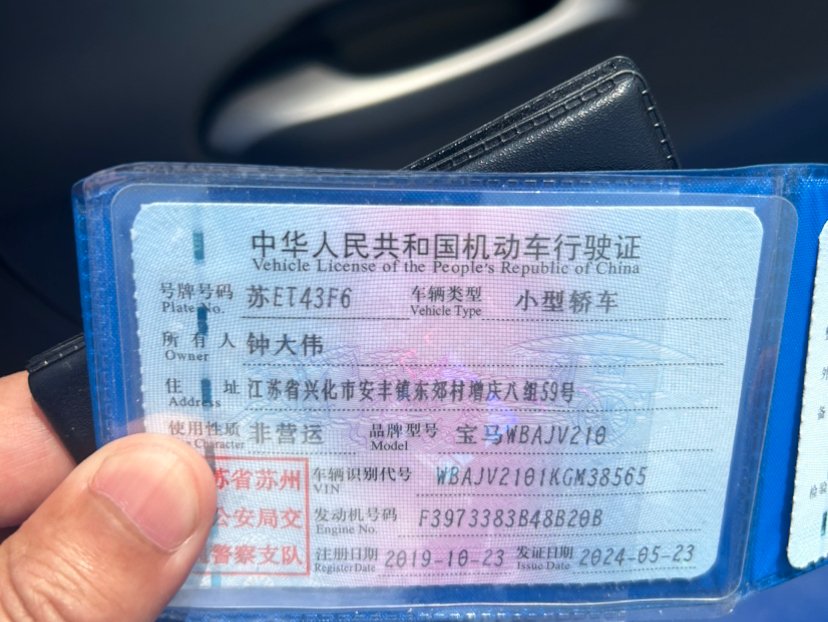 中华人民共和国机动车行驶证
Vehicle License of the People's Republic of China
号牌号码 苏ET43F6 车辆类型 小型轿车
Plate No. Vehicle Type
所有人 钟大伟
Owner
住址 江苏省兴化市安丰镇东郊村增庆八组59号
Address
使用性质 非营运 品牌型号 宝马WBAJV210
Character Model
苏省苏州 车辆识别代号 WBAJV2101KGM38565
VIN
公安局交 发动机号码 F3973383B48B20B
Engine No.
警察支队 注册日期 2019-10-23 发证日期 2024-05-23
Register Date Issue Date
检验